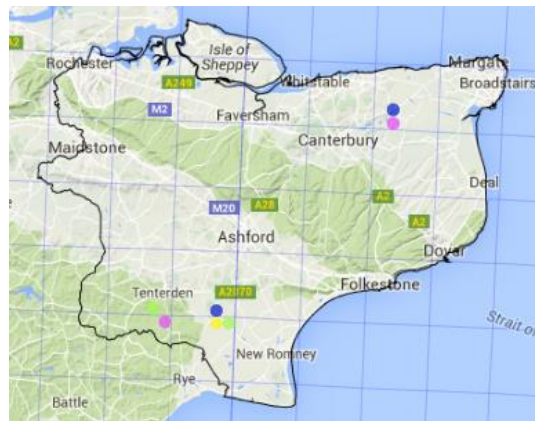 Isle of
Sheppey
A2
Rochester
Margate
A249
Whitstable
Broadstairs
M2
Faversham
Canterbury
Maidstone
Deal
A2
M20
A28
A2
Ashford
Dover
Folkestone
Tenterden
A2070
Strait of
New Romney
Rye
Battle